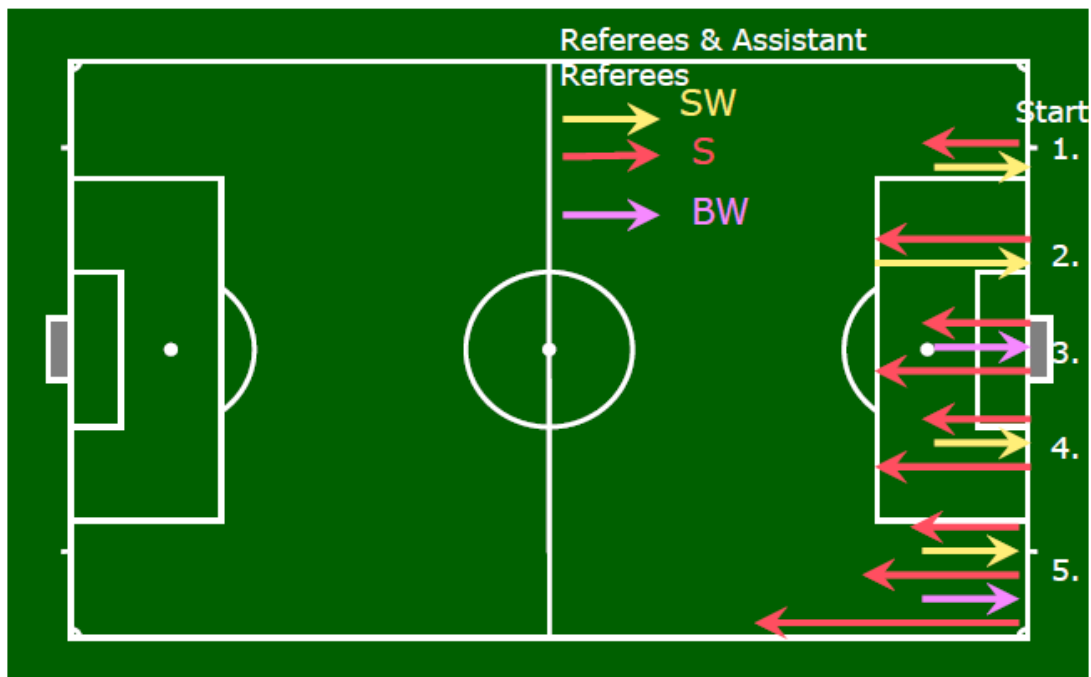 Referees & Assistant
Referees
SW
S
BW
Start
1.
2.
3.
4.
5.